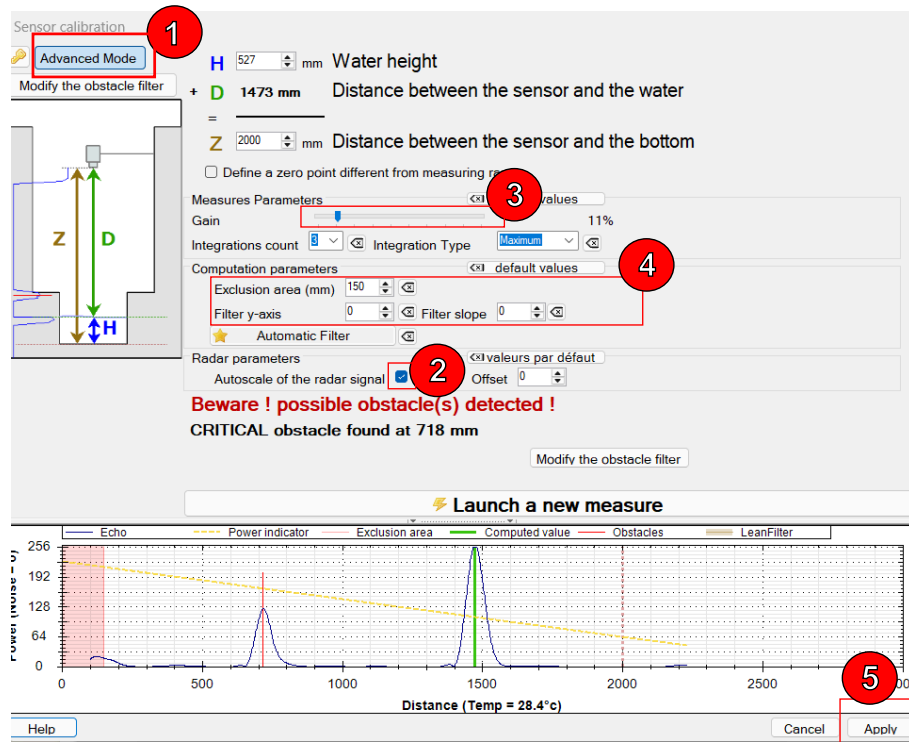 Sensor calibration
1
Advanced Mode
Modify the obstacle filter
H 527 mm Water height
+ D 1473 mm Distance between the sensor and the water
=
Z 2000 mm Distance between the sensor and the bottom
Define a zero point different from measuring
Measures Parameters values
3
Gain 11%
Integrations count 3 Integration Type Maximum
Computation parameters default values
4
Exclusion area (mm) 150
Filter y-axis 0 Filter slope 0
Automatic Filter
Radar parameters valeurs par défaut
Autoscale of the radar signal 2 Offset 0
Z D
H
Beware ! possible obstacle(s) detected !
CRITICAL obstacle found at 718 mm
Modify the obstacle filter
Launch a new measure
Echo Power indicator Exclusion area Computed value Obstacles LeanFilter
Power (Noise = 0)
256
192
128
64
0
0 500 1000 1500 2000 2500
5
Distance (Temp = 28.4°c)
Help Cancel Apply